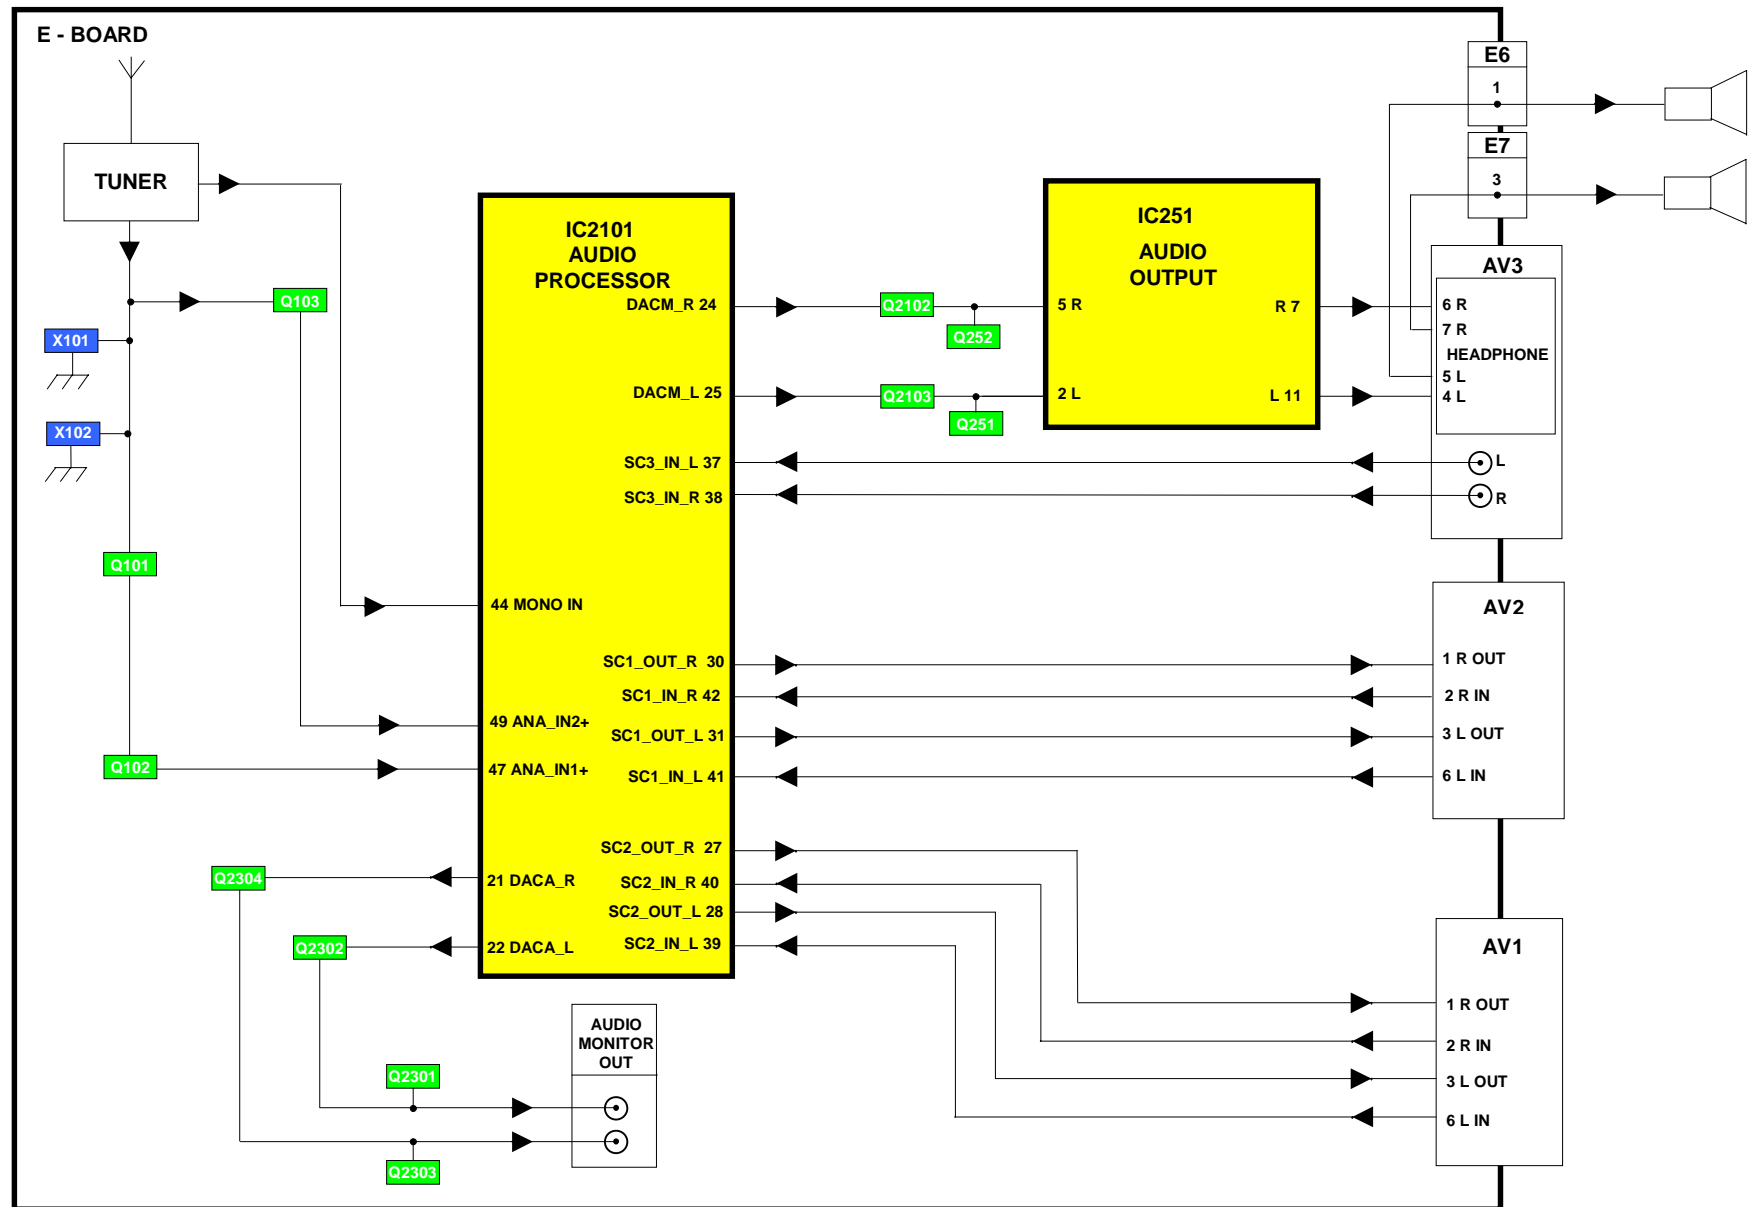 E - BOARD
TUNER
X101
X102
Q103
Q101
Q102
IC2101
AUDIO
PROCESSOR
DACM_R 24
DACM_L 25
SC3_IN_L 37
SC3_IN_R 38
44 MONO IN
SC1_OUT_R 30
SC1_IN_R 42
49 ANA_IN2+
SC1_OUT_L 31
47 ANA_IN1+
SC1_IN_L 41
SC2_OUT_R 27
21 DACA_R
SC2_IN_R 40
SC2_OUT_L 28
22 DACA_L
SC2_IN_L 39
Q2304
Q2302
Q2301
Q2303
AUDIO
MONITOR
OUT
Q2102
Q252
Q2103
Q251
IC251
AUDIO
OUTPUT
5 R
R 7
2 L
L 11
E6
1
E7
3
AV3
6 R
7 R
HEADPHONE
5 L
4 L
L
R
AV2
1 R OUT
2 R IN
3 L OUT
6 L IN
AV1
1 R OUT
2 R IN
3 L OUT
6 L IN